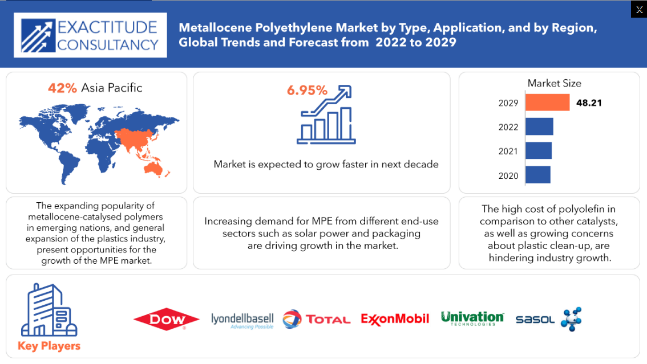 EXACTITUDE
CONSULTANCY
Metallocene Polyethylene Market by Type, Application, and by Region,
Global Trends and Forecast from 2022 to 2029
X
42% Asia Pacific
6.95%
Market is expected to grow faster in next decade
Market Size
2029
48.21
2022
2021
2020
The expanding popularity of
metallocene-catalysed polymers
in emerging nations, and general
expansion of the plastics industry,
present opportunities for the
growth of the MPE market.
Increasing demand for MPE from different end-use
sectors such as solar power and packaging
are driving growth in the market.
The high cost of polyolefin in
comparison to other catalysts,
as well as growing concerns
about plastic clean-up, are
hindering industry growth.
Key Players
Dow
lyondellbasell
Advancing Possible
TOTAL
ExxonMobil
Univation
TECHNOLOGIES
sasol